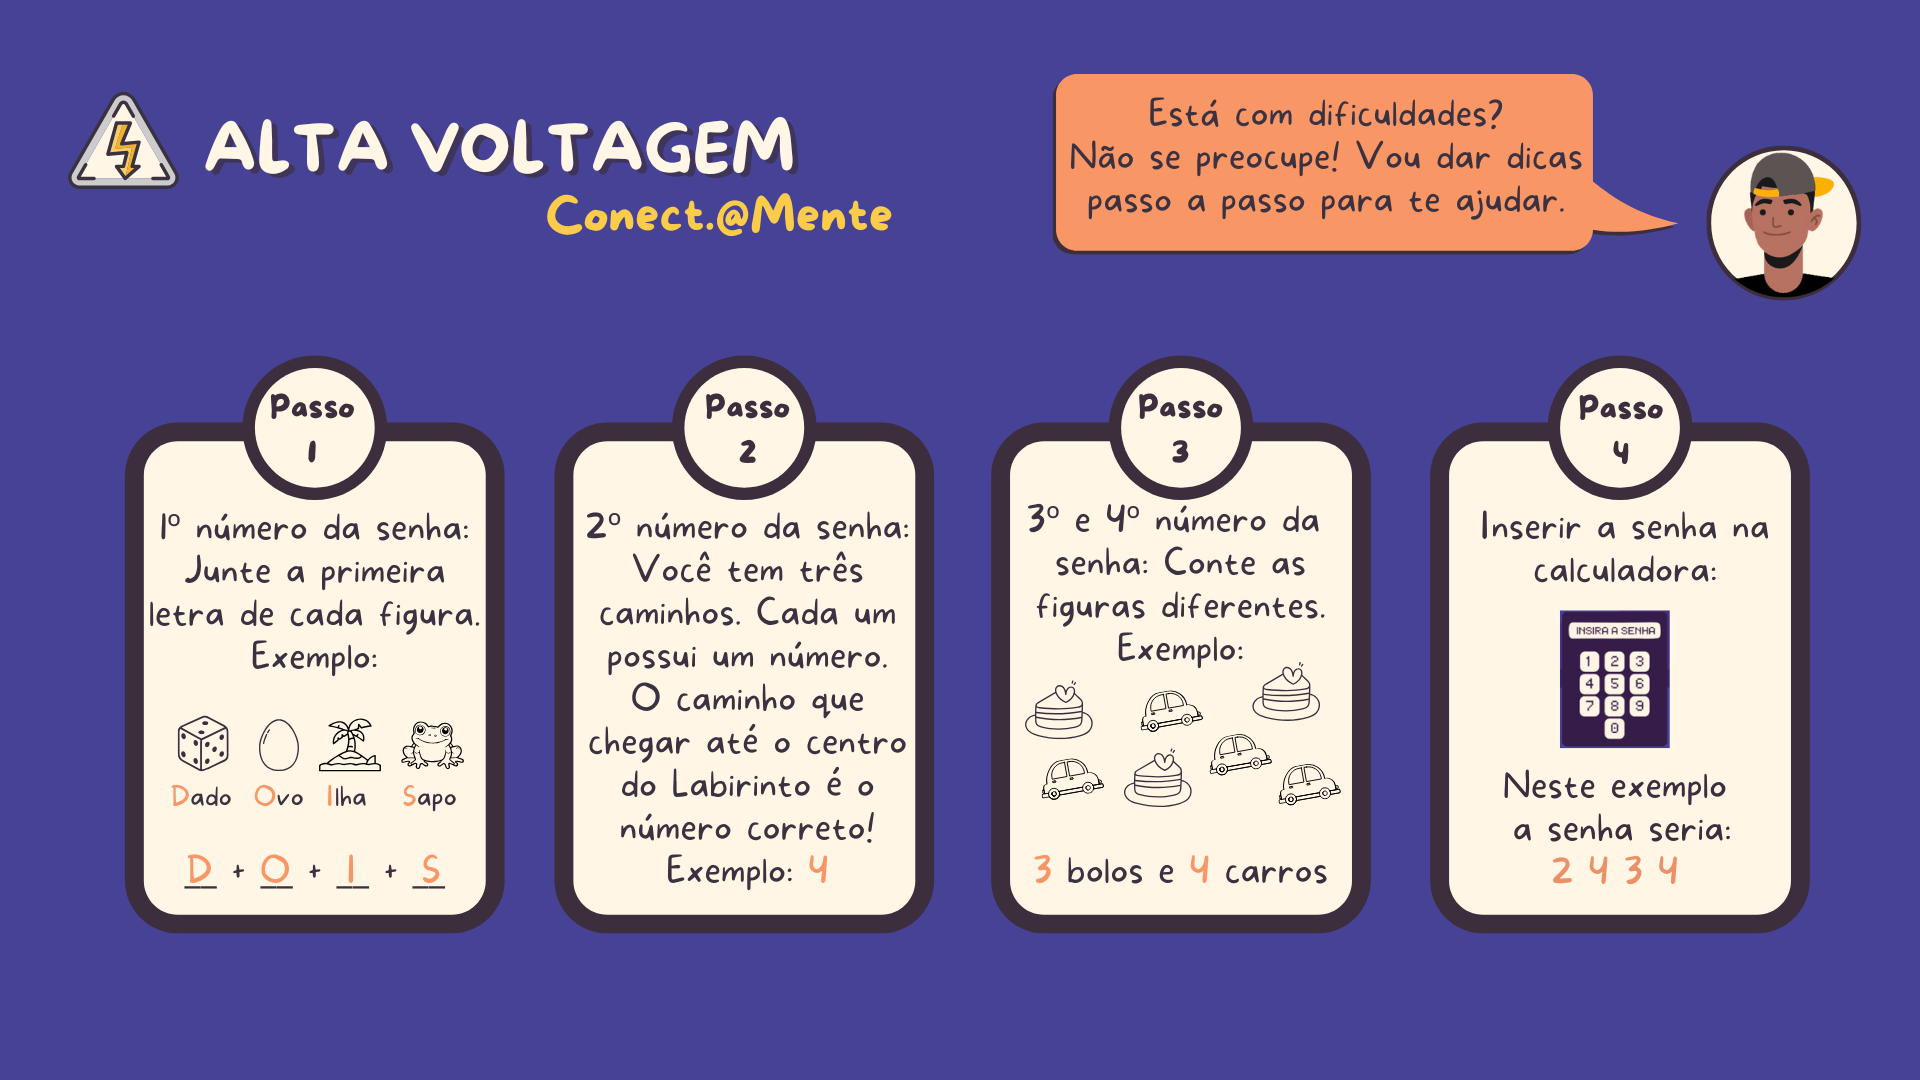 ALTA VOLTAGEM
Conect.@Mente
Está com dificuldades?
Não se preocupe! Vou dar dicas
passo a passo para te ajudar.
Passo
1
1º número da senha:
Junte a primeira
letra de cada figura.
Exemplo:
Dado Ovo Ilha Sapo
D + O + I + S
Passo
2
2º número da senha:
Você tem três
caminhos. Cada um
possui um número.
O caminho que
chegar até o centro
do Labirinto é o
número correto!
Exemplo: 4
Passo
3
3º e 4º número da
senha: Conte as
figuras diferentes.
Exemplo:
3 bolos e 4 carros
Passo
4
Inserir a senha na
calculadora:
INSIRA A SENHA
1 2 3
4 5 6
7 8 9
0
Neste exemplo
a senha seria:
2 4 3 4